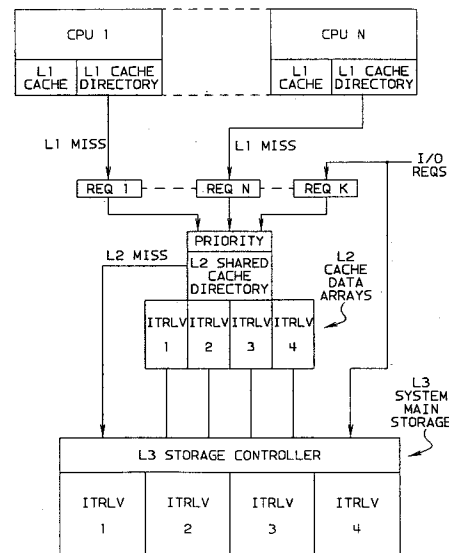 CPU 1
CPU N
L1 CACHE
L1 CACHE DIRECTORY
L1 CACHE
L1 CACHE DIRECTORY
L1 MISS
L1 MISS
I/O REQS
REQ 1
REQ N
REQ K
PRIORITY
L2 MISS
L2 SHARED CACHE DIRECTORY
L2 CACHE DATA ARRAYS
ITRLV 1
ITRLV 2
ITRLV 3
ITRLV 4
L3 SYSTEM MAIN STORAGE
L3 STORAGE CONTROLLER
ITRLV 1
ITRLV 2
ITRLV 3
ITRLV 4